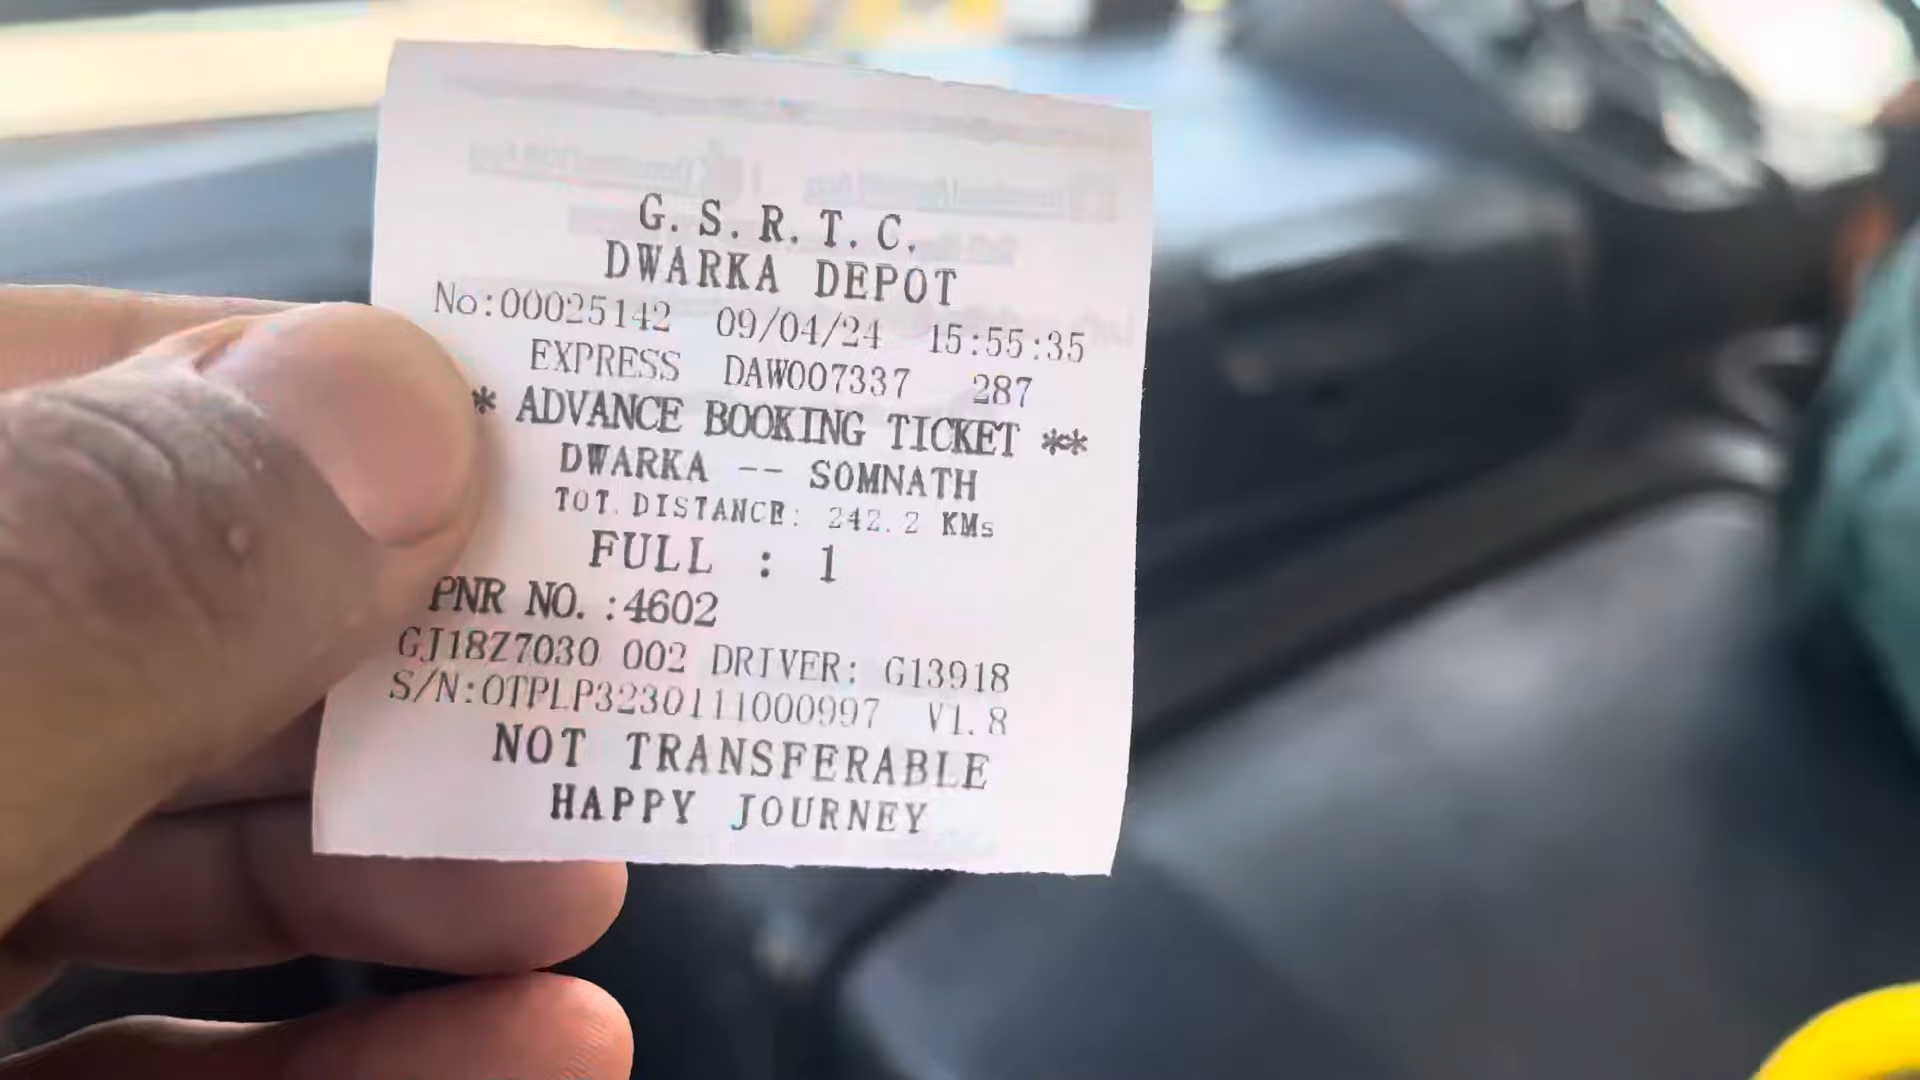 G.S.R.T.C.
DWARKA DEPOT
No:00025142 09/04/24 15:55:35
EXPRESS DAW007337 287
* ADVANCE BOOKING TICKET **
DWARKA -- SOMNATH
TOT.DISTANCE: 242.2 KMs
FULL : 1
PNR NO. :4602
GJ18Z7030 002 DRIVER: G13918
S/N:OTPLP3230111000997 V1.8
NOT TRANSFERABLE
HAPPY JOURNEY